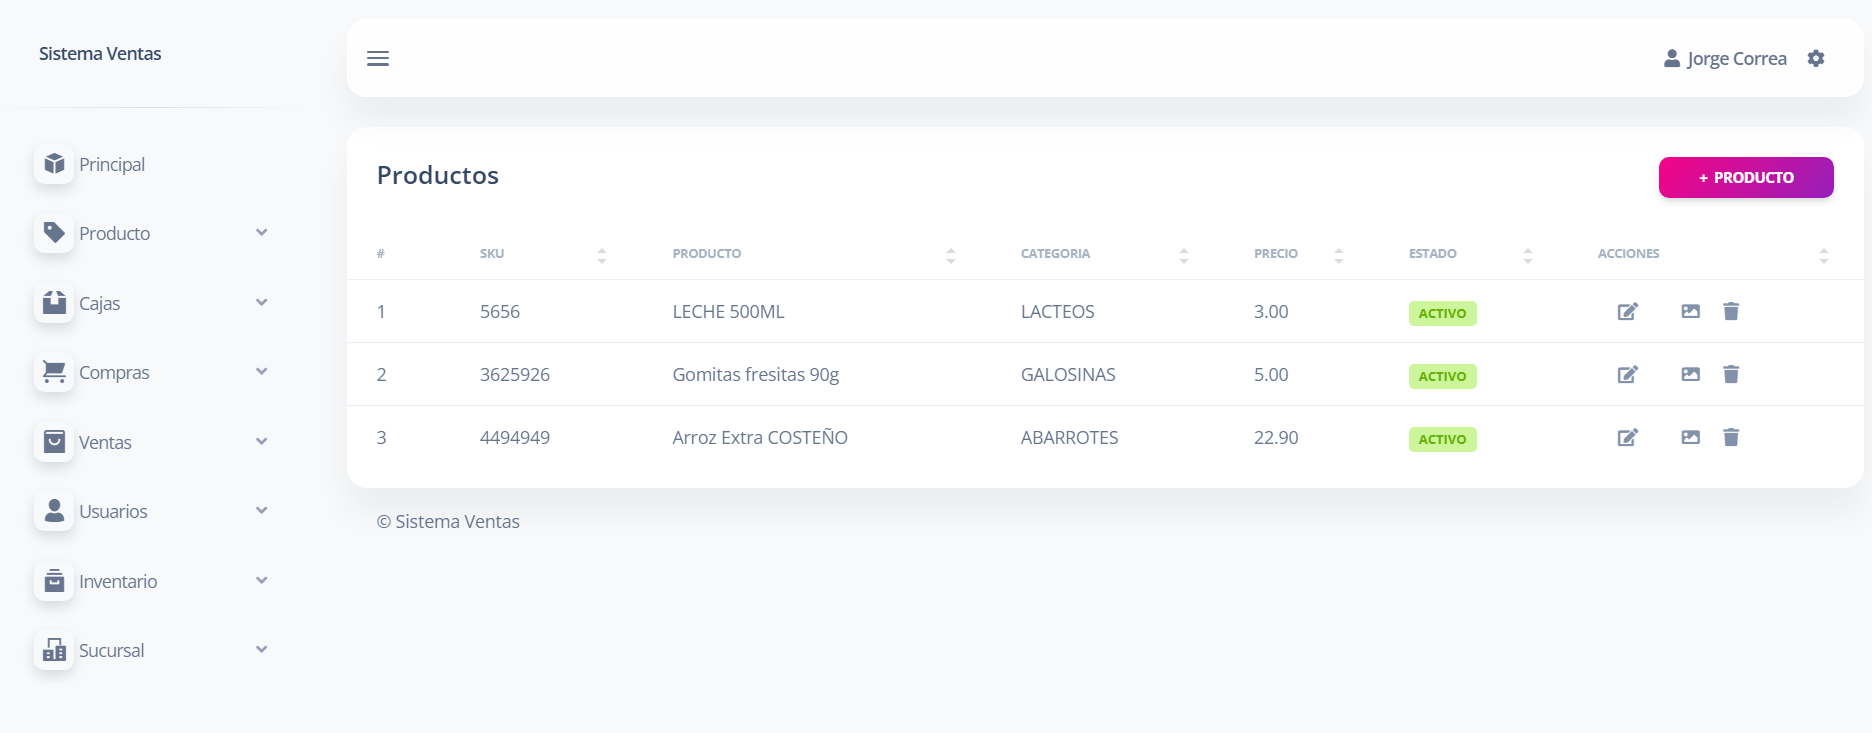 Sistema Ventas
Jorge Correa
Principal
Producto
Cajas
Compras
Ventas
Usuarios
Inventario
Sucursal
Productos
+ PRODUCTO
# SKU PRODUCTO CATEGORIA PRECIO ESTADO ACCIONES
1 5656 LECHE 500ML LACTEOS 3.00 ACTIVO
2 3625926 Gomitas fresitas 90g GALOSINAS 5.00 ACTIVO
3 4494949 Arroz Extra COSTEÑO ABARROTES 22.90 ACTIVO
© Sistema Ventas